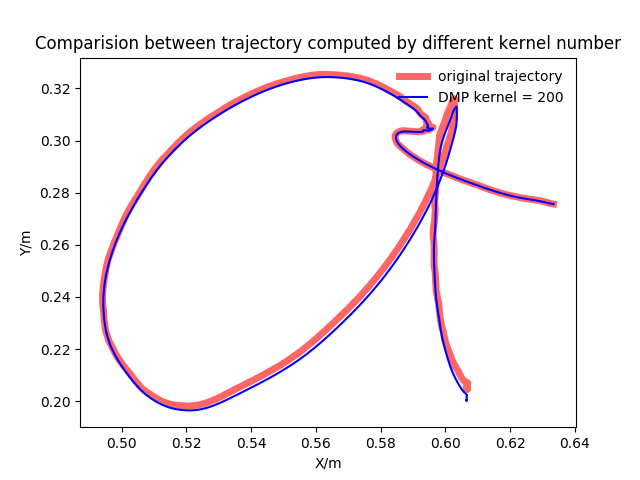 Comparision between trajectory computed by different kernel number
original trajectory
DMP kernel = 200
0.32
0.30
0.28
0.26
0.24
0.22
0.20
Y/m
0.50 0.52 0.54 0.56 0.58 0.60 0.62 0.64
X/m